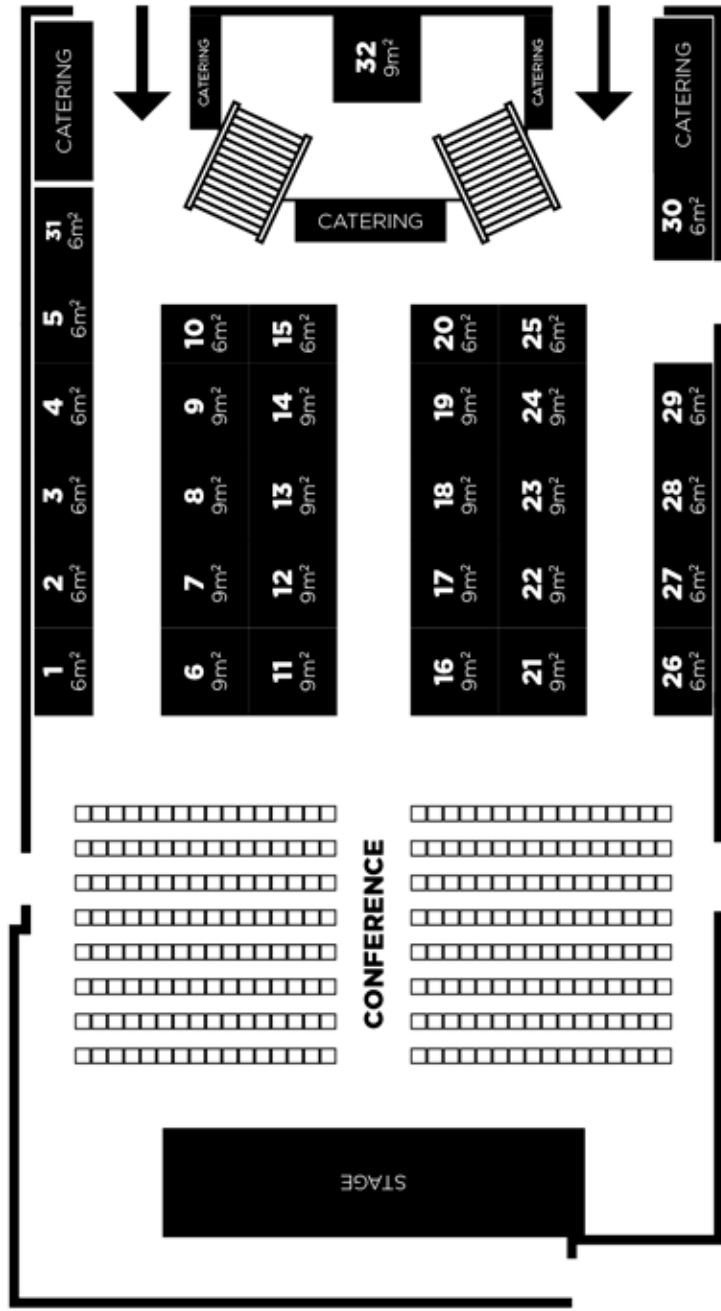 CATERING
CATERING
32
9m²
CATERING
CATERING
CATERING
31
6m²
30
6m²
5
6m²
10
6m²
15
6m²
20
6m²
25
6m²
4
6m²
9
9m²
14
9m²
19
9m²
24
9m²
29
6m²
3
6m²
8
9m²
13
9m²
18
9m²
23
9m²
28
6m²
2
6m²
7
9m²
12
9m²
17
9m²
22
9m²
27
6m²
1
6m²
6
9m²
11
9m²
16
9m²
21
9m²
26
6m²
CONFERENCE
STAGE